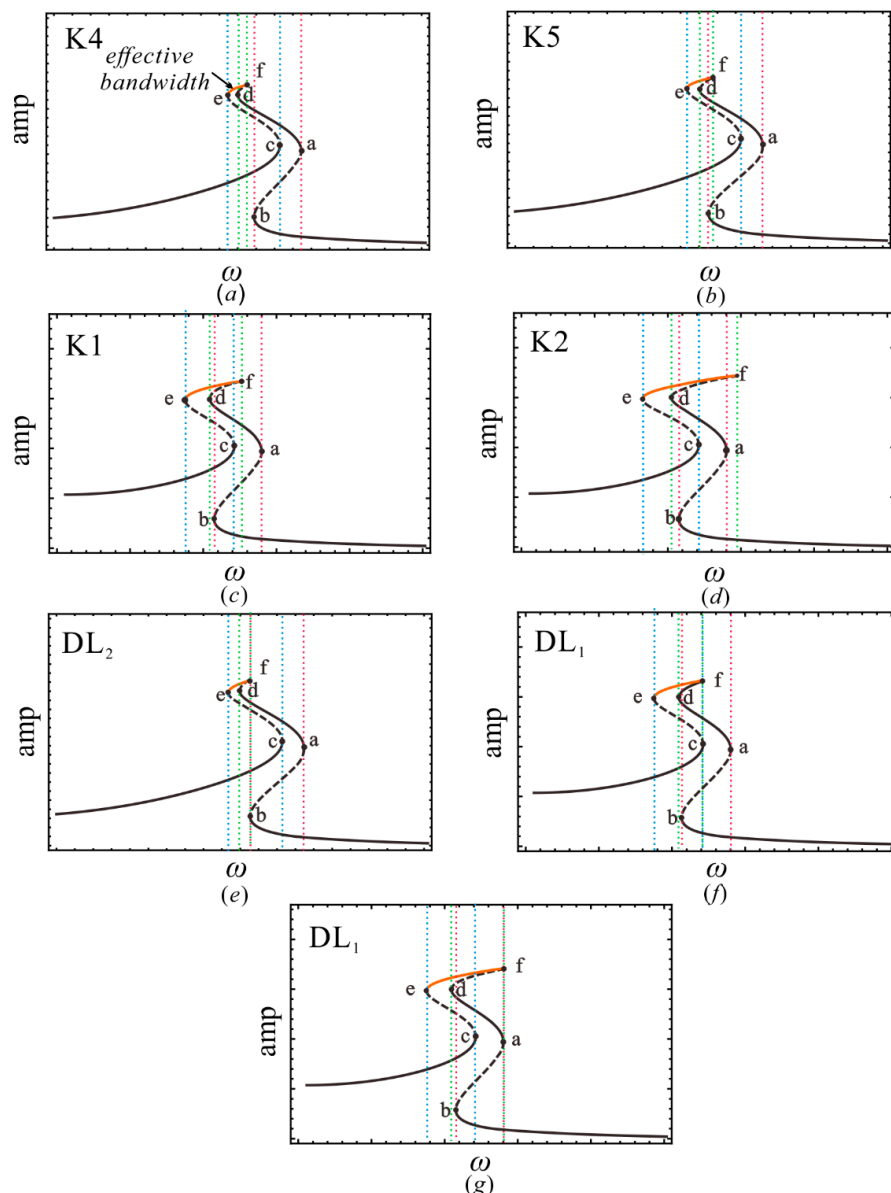 K4
effective
bandwidth
f
e
d
c
a
b
amp
ω
(a)
K5
f
e
d
c
a
b
amp
ω
(b)
K1
f
e
d
c
a
b
amp
ω
(c)
K2
f
e
d
c
a
b
amp
ω
(d)
DL₂
f
e
d
c
a
b
amp
ω
(e)
DL₁
f
e
d
c
a
b
amp
ω
(f)
DL₁
f
e
d
c
a
b
amp
ω
(g)